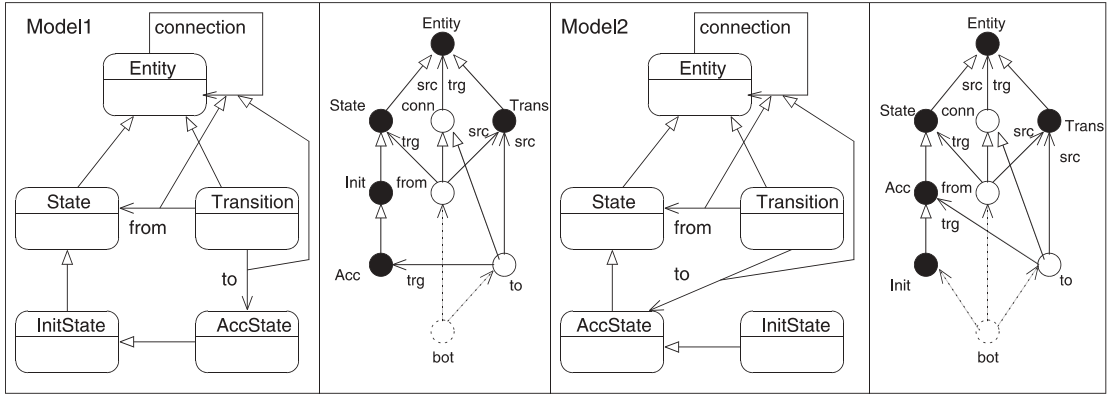 Model1
connection
Entity
State
Transition
from
to
InitState
AccState
Entity
src
trg
State
conn
Trans
trg
src
Init
from
Acc
trg
to
bot
Model2
connection
Entity
State
Transition
from
to
AccState
InitState
Entity
src
trg
State
conn
Trans
trg
src
src
Acc
from
trg
Init
to
bot